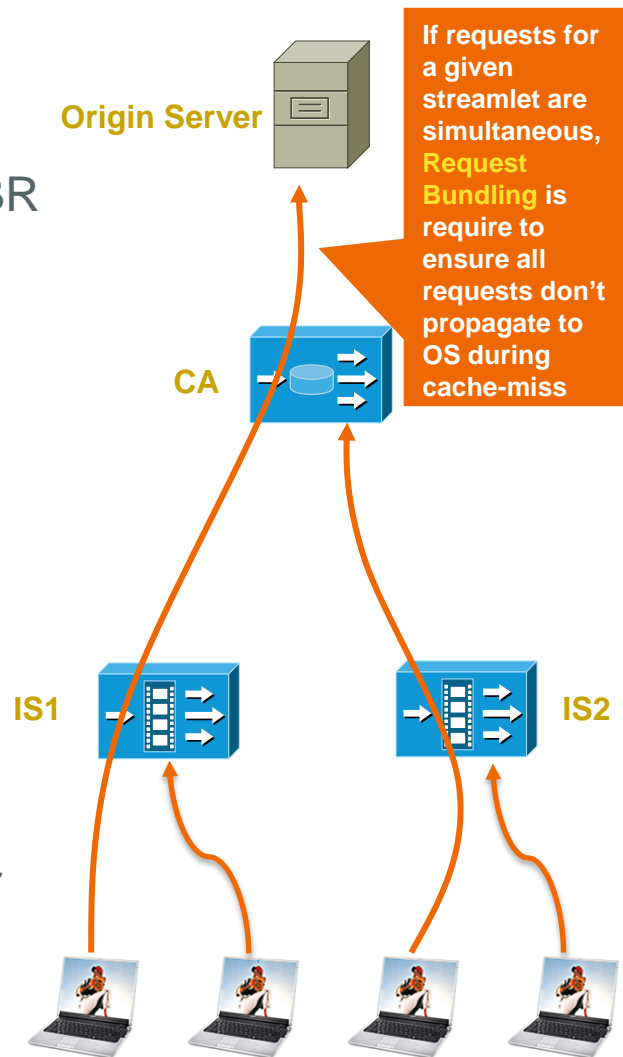 If requests for
a given
streamlet are
simultaneous,
Request
Bundling is
require to
ensure all
requests don’t
propagate to
OS during
cache-miss
Origin Server
BR
CA
IS1
IS2